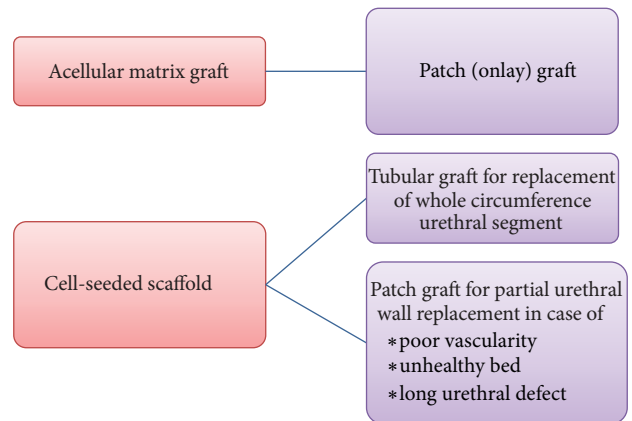 Acellular matrix graft
Patch (onlay) graft
Cell-seeded scaffold
Tubular graft for replacement
of whole circumference
urethral segment
Patch graft for partial urethral
wall replacement in case of
∗poor vascularity
∗unhealthy bed
∗long urethral defect